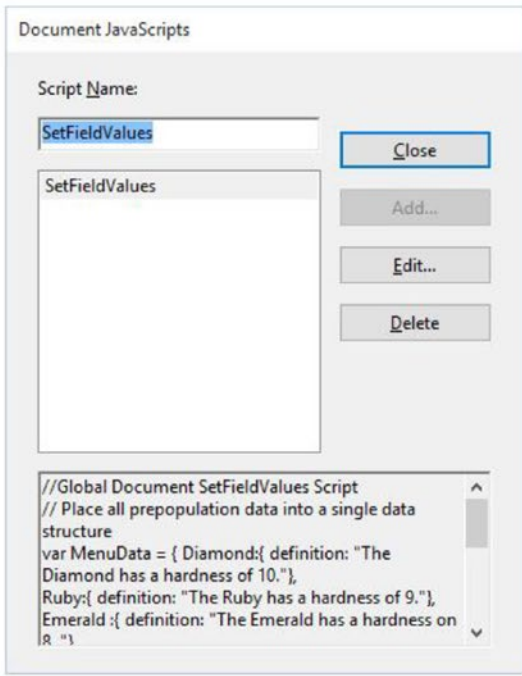 Document JavaScripts
Script Name:
SetFieldValues
Close
SetFieldValues
Add...
Edit...
Delete
//Global Document SetFieldValues Script
// Place all prepopulation data into a single data
structure
var MenuData = { Diamond:{ definition: "The
Diamond has a hardness of 10."},
Ruby:{ definition: "The Ruby has a hardness of 9."},
Emerald :{ definition: "The Emerald has a hardness on
8. "}